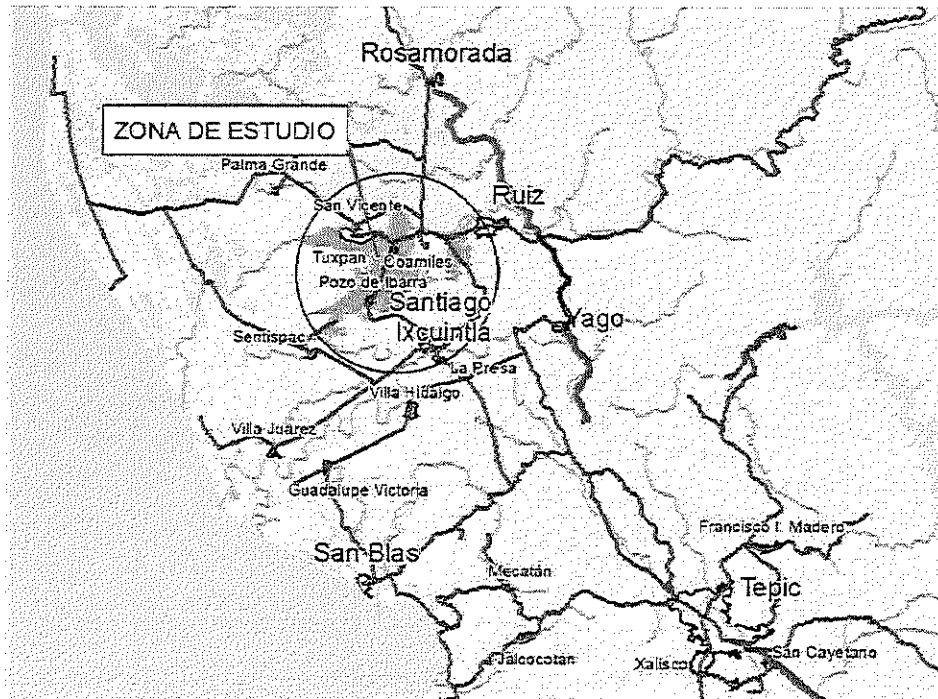 Rosamorada
ZONA DE ESTUDIO
Palma Grande
San Vicente
Ruiz
Tuxpan
Coamiles
Pozo de Ibarra
Santiago
Ixcuintla
Yago
Sentispac
La Presa
Villa Hidalgo
Villa Juárez
Guadalupe Victoria
Francisco I. Madero
San Blas
Mecatán
Tepic
Jalcocotán
Xalisco
San Cayetano